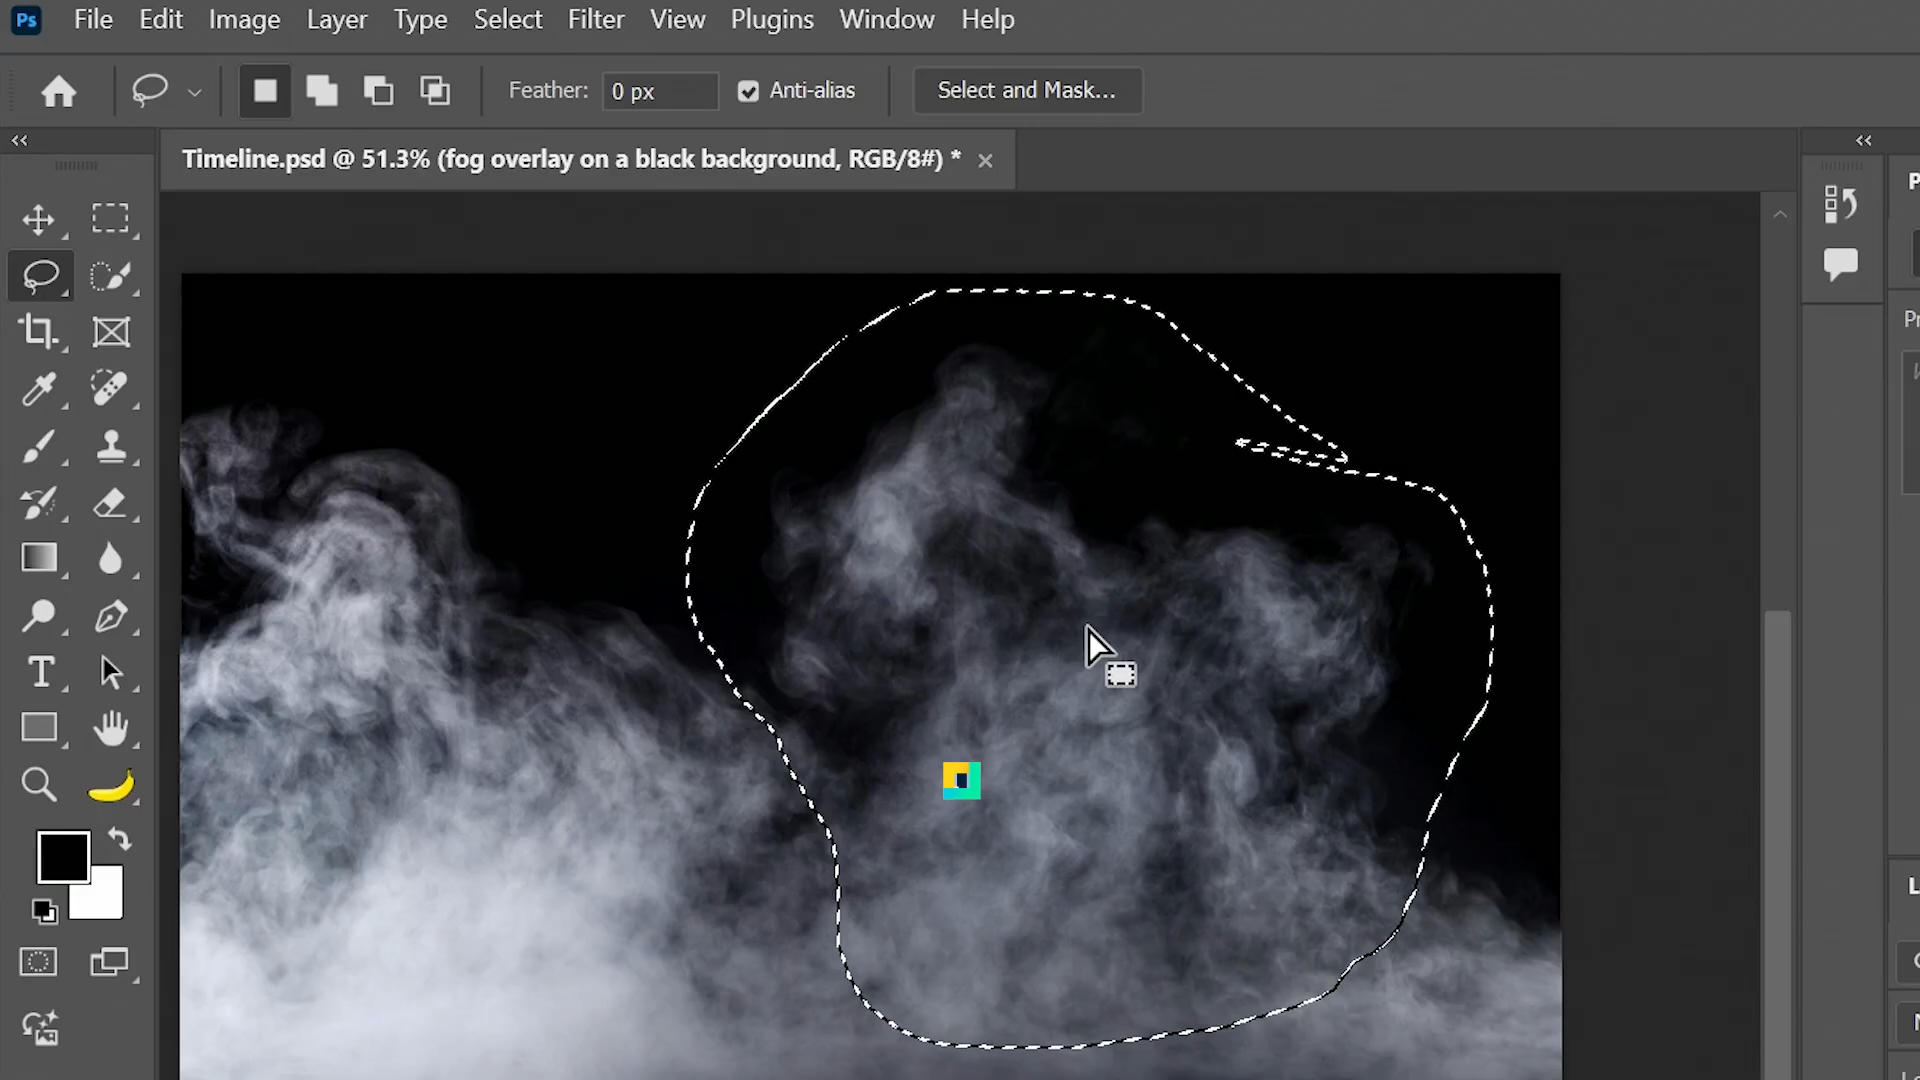 Ps File Edit Image Layer Type Select Filter View Plugins Window Help
Feather: 0 px Anti-alias Select and Mask...
Timeline.psd @ 51.3% (fog overlay on a black background, RGB/8#) * ×
T